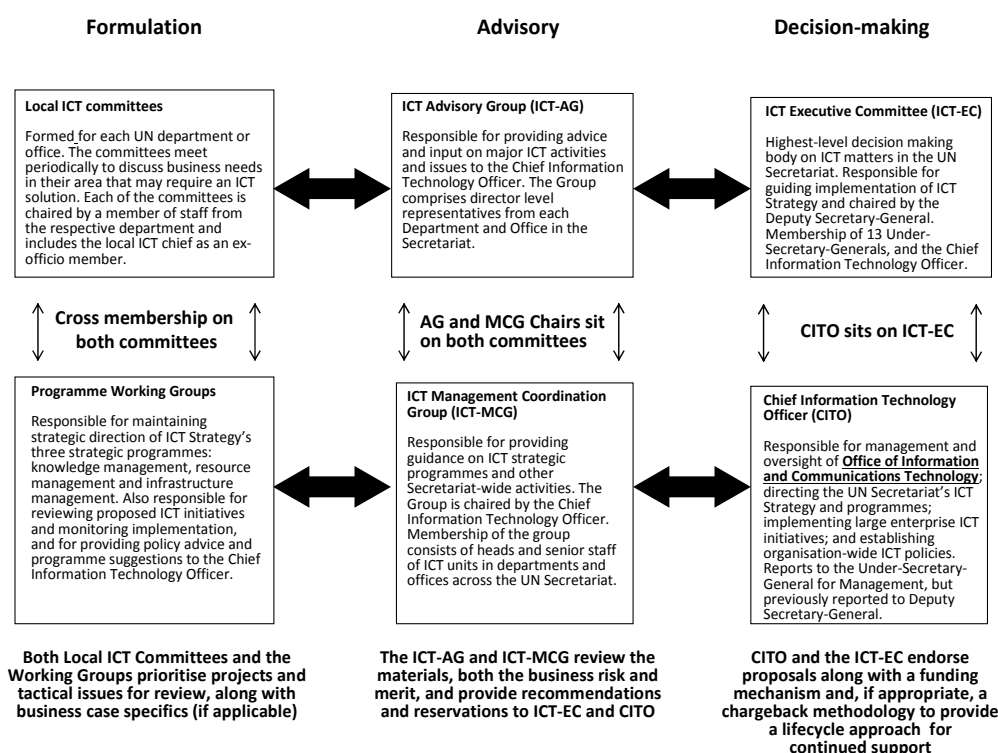 Formulation
Advisory
Decision-making
Local ICT committees
Formed for each UN department or
office. The committees meet
periodically to discuss business needs
in their area that may require an ICT
solution. Each of the committees is
chaired by a member of staff from
the respective department and
includes the local ICT chief as an ex-
officio member.
ICT Advisory Group (ICT-AG)
Responsible for providing advice
and input on major ICT activities
and issues to the Chief Information
Technology Officer. The Group
comprises director level
representatives from each
Department and Office in the
Secretariat.
ICT Executive Committee (ICT-EC)
Highest-level decision making
body on ICT matters in the UN
Secretariat. Responsible for
guiding implementation of ICT
Strategy and chaired by the
Deputy Secretary-General.
Membership of 13 Under-
Secretary-Generals, and the Chief
Information Technology Officer.
Cross membership on
both committees
AG and MCG Chairs sit
on both committees
CITO sits on ICT-EC
Programme Working Groups
Responsible for maintaining
strategic direction of ICT Strategy's
three strategic programmes:
knowledge management, resource
management and infrastructure
management. Also responsible for
reviewing proposed ICT initiatives
and monitoring implementation,
and for providing policy advice and
programme suggestions to the Chief
Information Technology Officer.
ICT Management Coordination
Group (ICT-MCG)
Responsible for providing
guidance on ICT strategic
programmes and other
Secretariat-wide activities. The
Group is chaired by the Chief
Information Technology Officer.
Membership of the group
consists of heads and senior staff
of ICT units in departments and
offices across the UN Secretariat.
Chief Information Technology
Officer (CITO)
Responsible for management and
oversight of Office of Information
and Communications Technology;
directing the UN Secretariat's ICT
Strategy and programmes;
implementing large enterprise ICT
initiatives; and establishing
organisation-wide ICT policies.
Reports to the Under-Secretary-
General for Management, but
previously reported to Deputy
Secretary-General.
Both Local ICT Committees and the
Working Groups prioritise projects and
tactical issues for review, along with
business case specifics (if applicable)
The ICT-AG and ICT-MCG review the
materials, both the business risk and
merit, and provide recommendations
and reservations to ICT-EC and CITO
CITO and the ICT-EC endorse
proposals along with a funding
mechanism and, if appropriate, a
chargeback methodology to provide
a lifecycle approach for
continued support